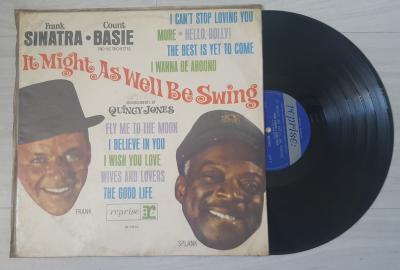 Frank
SINATRA •
Count
BASIE
AND HIS ORCHESTRA
I CAN'T STOP LOVING YOU
MORE • HELLO, DOLLY!
THE BEST IS YET TO COME
I WANNA BE AROUND
It Might As Well Be Swing
ARRANGEMENTS BY
QUINCY JONES
FLY ME TO THE MOON
I BELIEVE IN YOU
I WISH YOU LOVE
WIVES AND LOVERS
THE GOOD LIFE
FRANK
reprise
SPLANK
reprise: